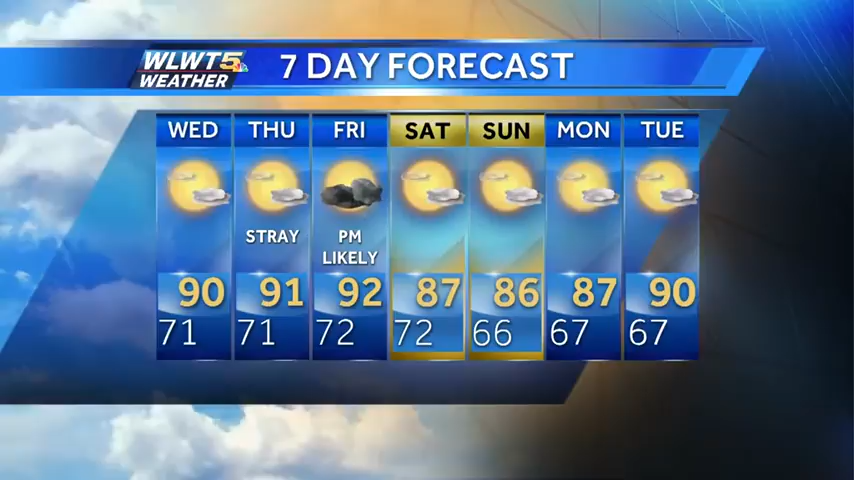 WLWT5
WEATHER
7 DAY FORECAST
WED THU FRI SAT SUN MON TUE
STRAY PM
LIKELY
90 91 92 87 86 87 90
71 71 72 72 66 67 67